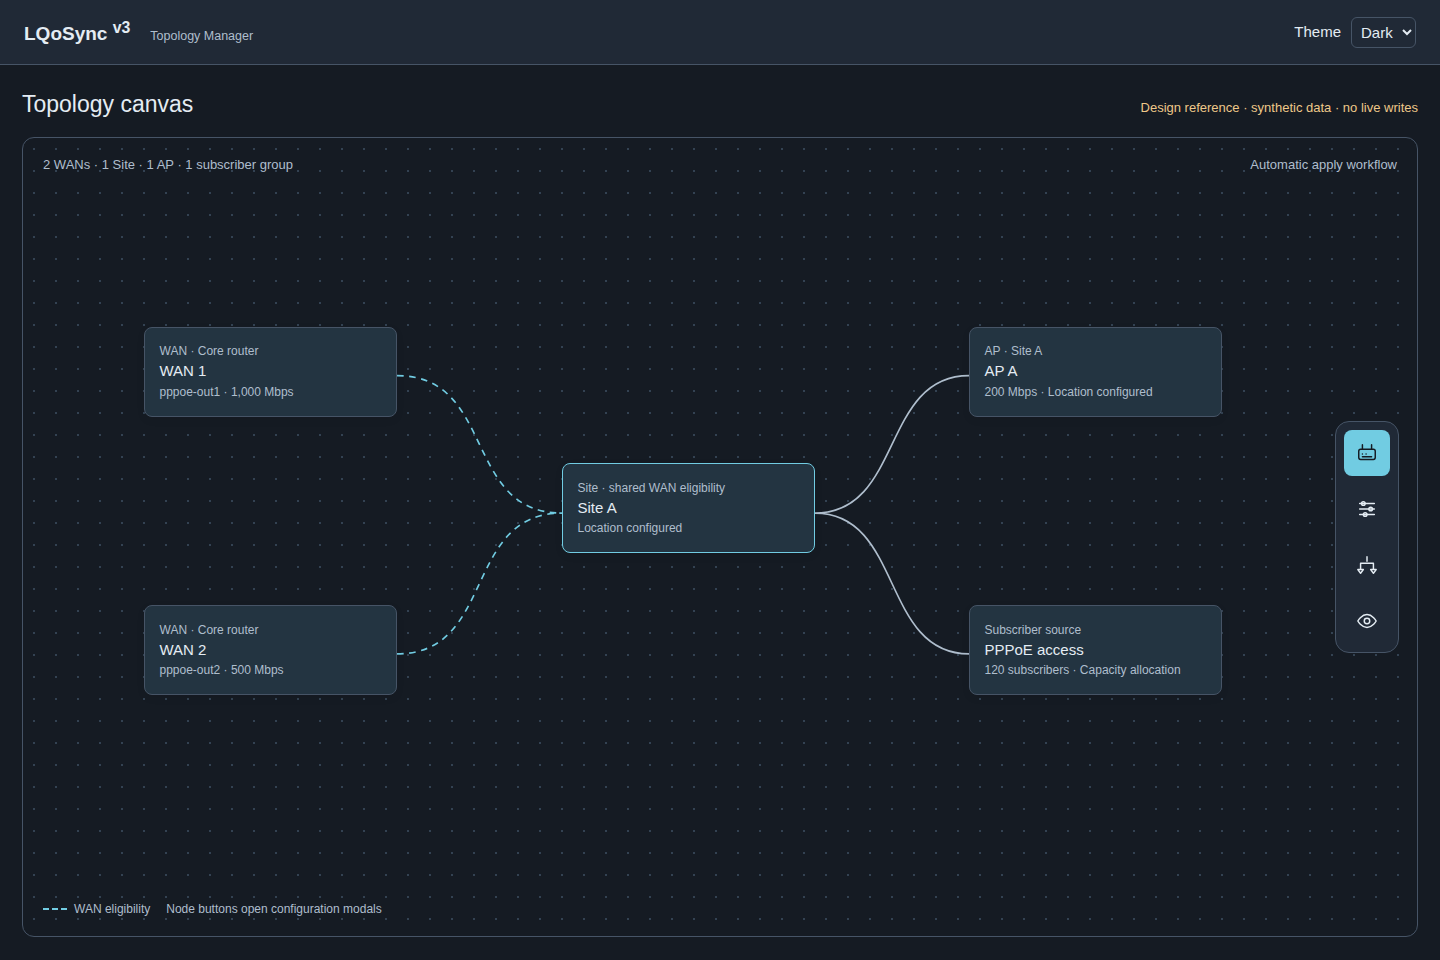 LQoSync v3 Topology Manager
Theme Dark
Topology canvas
Design reference · synthetic data · no live writes
2 WANs · 1 Site · 1 AP · 1 subscriber group
Automatic apply workflow
WAN · Core router
WAN 1
pppoe-out1 · 1,000 Mbps
AP · Site A
AP A
200 Mbps · Location configured
Site · shared WAN eligibility
Site A
Location configured
WAN · Core router
WAN 2
pppoe-out2 · 500 Mbps
Subscriber source
PPPoE access
120 subscribers · Capacity allocation
WAN eligibility
Node buttons open configuration modals